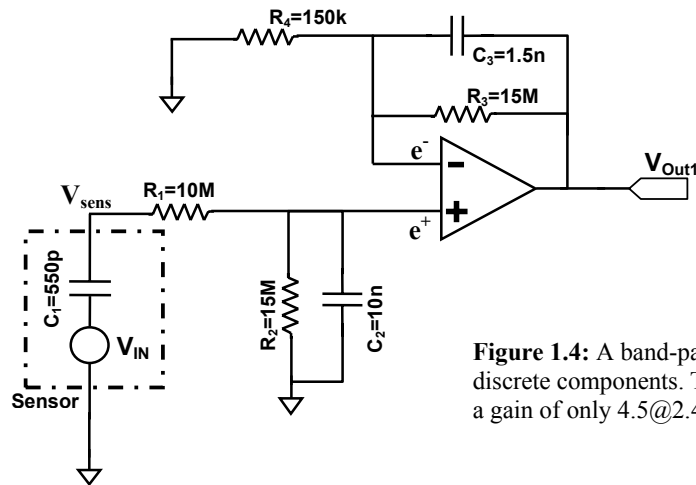 R4=150k
C3=1.5n
R3=15M
e-
VOut1
Vsens
R1=10M
e+
C1=550p
VIN
R2=15M
C2=10n
Sensor
Figure 1.4: A band-pa
discrete components. T
a gain of only 4.5@2.4